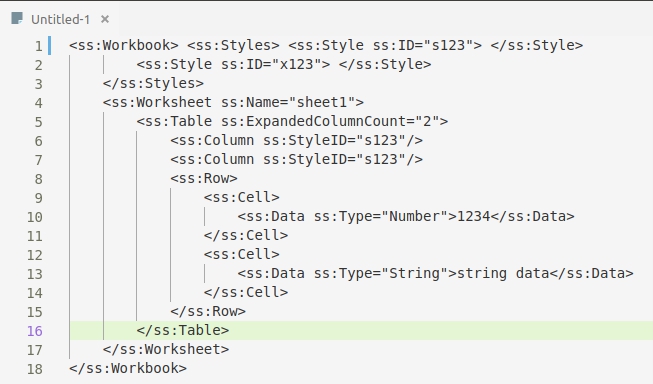 Untitled-1 ×
1 <ss:Workbook> <ss:Styles> <ss:Style ss:ID="s123"> </ss:Style>
2         <ss:Style ss:ID="x123"> </ss:Style>
3     </ss:Styles>
4     <ss:Worksheet ss:Name="sheet1">
5         <ss:Table ss:ExpandedColumnCount="2">
6             <ss:Column ss:StyleID="s123"/>
7             <ss:Column ss:StyleID="s123"/>
8             <ss:Row>
9                 <ss:Cell>
10                     <ss:Data ss:Type="Number">1234</ss:Data>
11                 </ss:Cell>
12                 <ss:Cell>
13                     <ss:Data ss:Type="String">string data</ss:Data>
14                 </ss:Cell>
15             </ss:Row>
16         </ss:Table>
17     </ss:Worksheet>
18 </ss:Workbook>